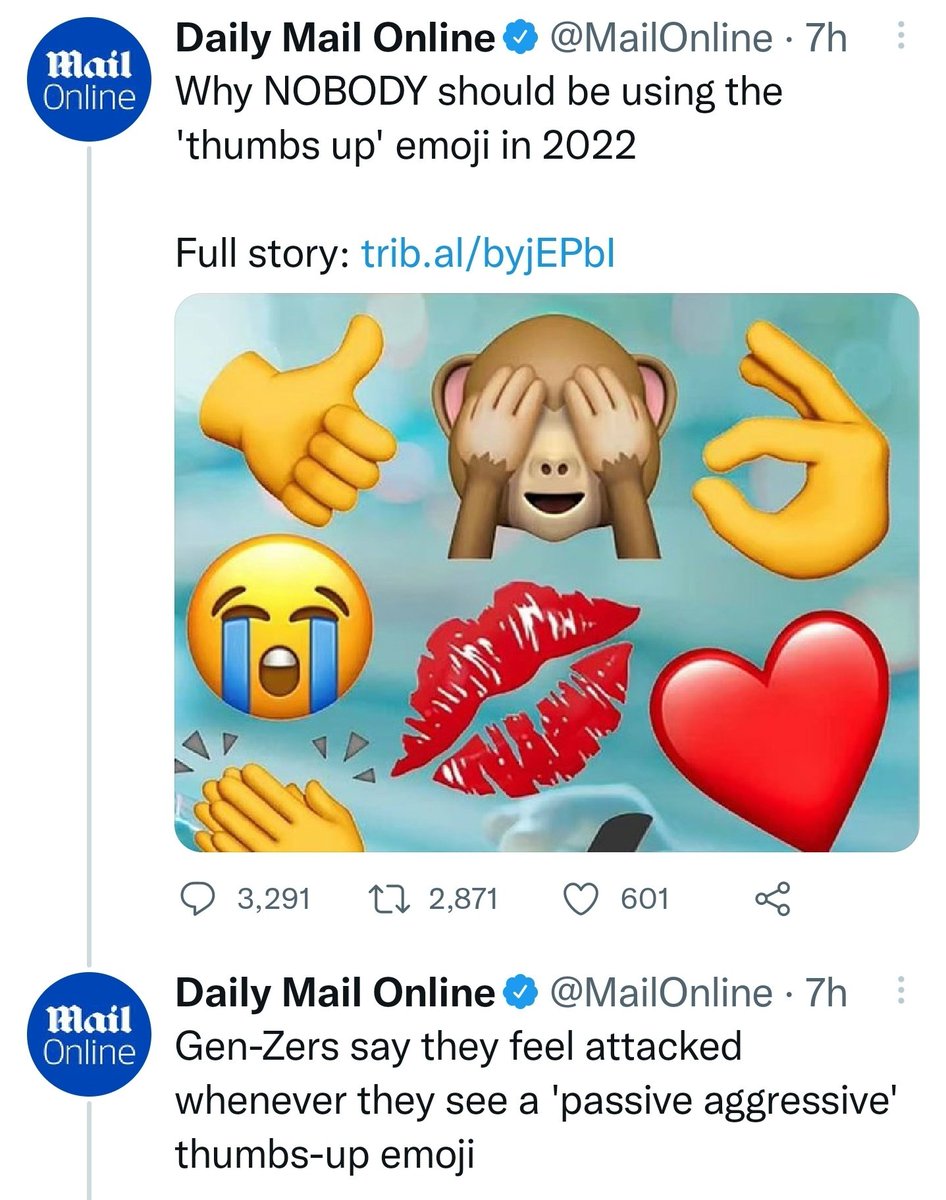 Mail Online
Daily Mail Online @MailOnline · 7h
Why NOBODY should be using the
'thumbs up' emoji in 2022
Full story: trib.al/byjEPbI
3,291 2,871 601
Mail Online
Daily Mail Online @MailOnline · 7h
Gen-Zers say they feel attacked
whenever they see a 'passive aggressive'
thumbs-up emoji